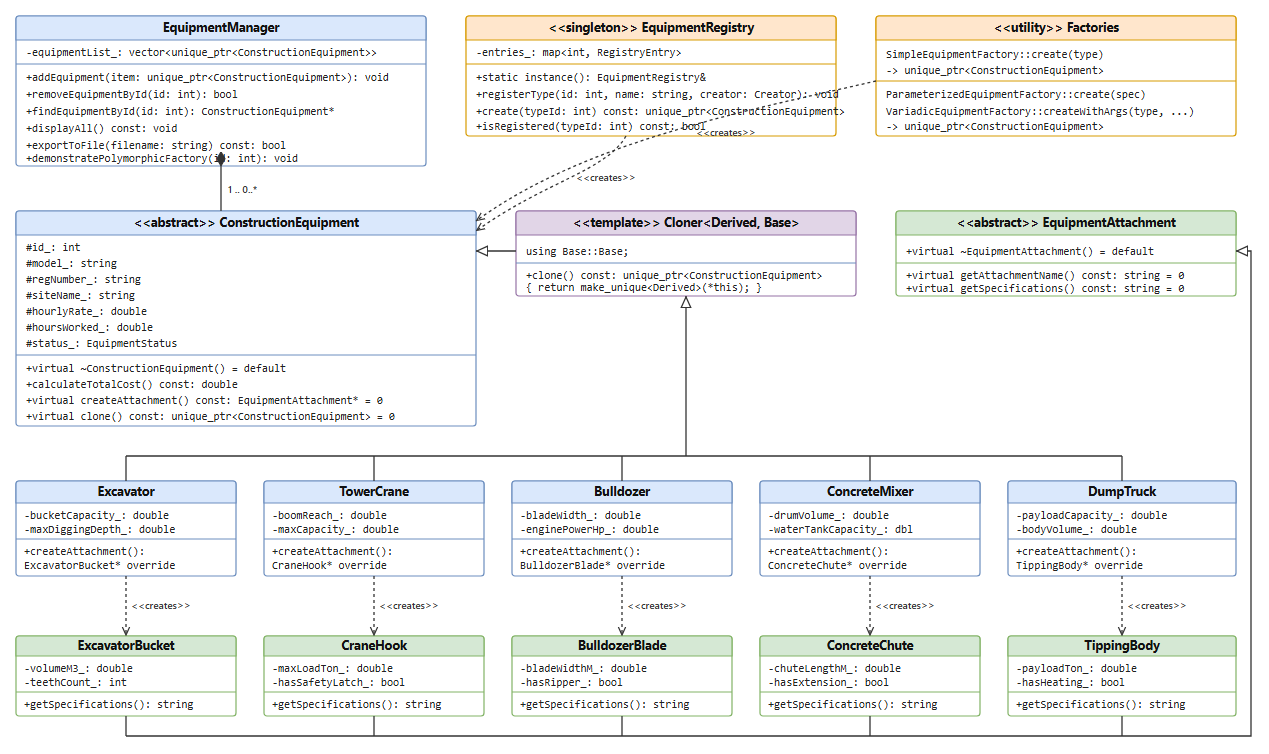 EquipmentManager
-equipmentList_: vector<unique_ptr<ConstructionEquipment>>
+addEquipment(item: unique_ptr<ConstructionEquipment>): void
+removeEquipmentById(id: int): bool
+findEquipmentById(id: int): ConstructionEquipment*
+displayAll() const: void
+exportToFile(filename: string) const: bool
+demonstratePolymorphicFactory(id: int): void
<<singleton>> EquipmentRegistry
-entries_: map<int, RegistryEntry>
+static instance(): EquipmentRegistry&
+registerType(id: int, name: string, creator: Creator): void
+create(typeId: int) const: unique_ptr<ConstructionEquipment>
+isRegistered(typeId: int) const: bool
<<utility>> Factories
SimpleEquipmentFactory::create(type)
-> unique_ptr<ConstructionEquipment>
ParameterizedEquipmentFactory::create(spec)
VariadicEquipmentFactory::createWithArgs(type, ...)
-> unique_ptr<ConstructionEquipment>
<<creates>>
<<creates>>
1 .. 0..*
<<abstract>> ConstructionEquipment
#id_: int
#model_: string
#regNumber_: string
#siteName_: string
#hourlyRate_: double
#hoursWorked_: double
#status_: EquipmentStatus
+virtual ~ConstructionEquipment() = default
+calculateTotalCost() const: double
+virtual createAttachment() const: EquipmentAttachment* = 0
+virtual clone() const: unique_ptr<ConstructionEquipment> = 0
<<template>> Cloner<Derived, Base>
using Base::Base;
+clone() const: unique_ptr<ConstructionEquipment>
{ return make_unique<Derived>(*this); }
<<abstract>> EquipmentAttachment
+virtual ~EquipmentAttachment() = default
+virtual getAttachmentName() const: string = 0
+virtual getSpecifications() const: string = 0
Excavator
-bucketCapacity_: double
-maxDiggingDepth_: double
+createAttachment():
ExcavatorBucket* override
TowerCrane
-boomReach_: double
-maxCapacity_: double
+createAttachment():
CraneHook* override
Bulldozer
-bladeWidth_: double
-enginePowerHp_: double
+createAttachment():
BulldozerBlade* override
ConcreteMixer
-drumVolume_: double
-waterTankCapacity_: dbl
+createAttachment():
ConcreteChute* override
DumpTruck
-payloadCapacity_: double
-bodyVolume_: double
+createAttachment():
TippingBody* override
<<creates>>
<<creates>>
<<creates>>
<<creates>>
<<creates>>
ExcavatorBucket
-volumeM3_: double
-teethCount_: int
+getSpecifications(): string
CraneHook
-maxLoadTon_: double
-hasSafetyLatch_: bool
+getSpecifications(): string
BulldozerBlade
-bladeWidthM_: double
-hasRipper_: bool
+getSpecifications(): string
ConcreteChute
-chuteLengthM_: double
-hasExtension_: bool
+getSpecifications(): string
TippingBody
-payloadTon_: double
-hasHeating_: bool
+getSpecifications(): string